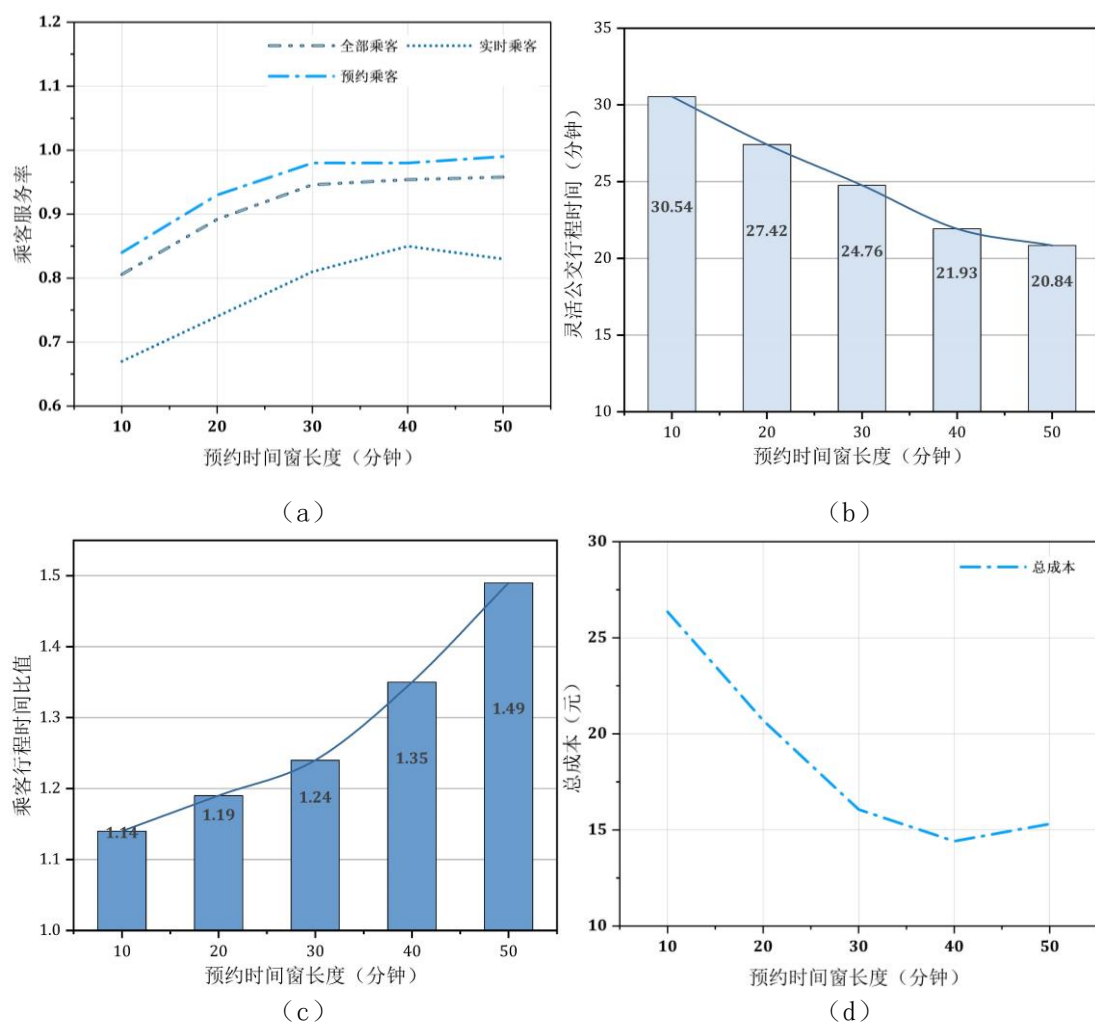 1.2
1.1
1.0
0.9
0.8
0.7
0.6
乘客服务率
全部乘客 实时乘客
预约乘客
10 20 30 40 50
预约时间窗长度（分钟）
（a）
35
30
25
20
15
10
灵活公交行程时间（分钟）
30.54 27.42 24.76 21.93 20.84
10 20 30 40 50
预约时间窗长度（分钟）
（b）
1.5
1.4
1.3
1.2
1.1
1.0
乘客行程时间比值
1.14 1.19 1.24 1.35 1.49
10 20 30 40 50
预约时间窗长度（分钟）
（c）
30
25
20
15
10
总成本（元）
总成本
10 20 30 40 50
预约时间窗长度（分钟）
（d）